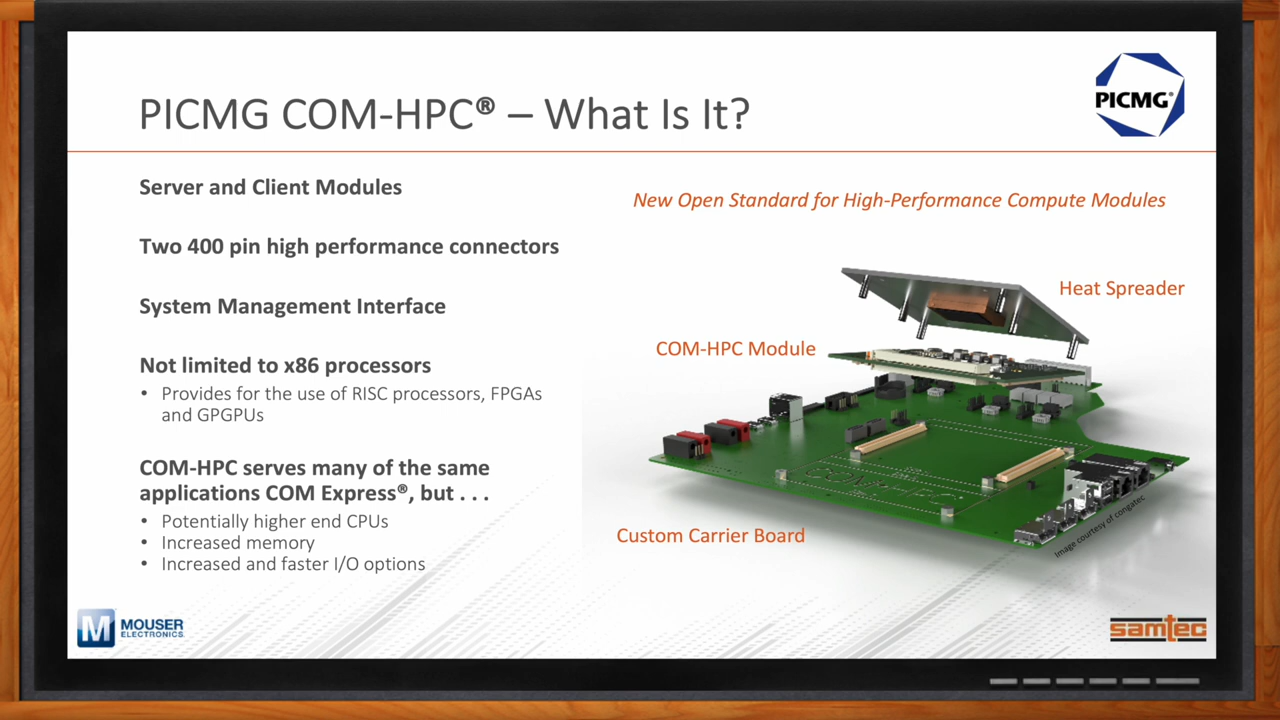 PICMG COM-HPC® – What Is It?
PICMG®
Server and Client Modules
Two 400 pin high performance connectors
System Management Interface
Not limited to x86 processors
• Provides for the use of RISC processors, FPGAs
and GPGPUs
COM-HPC serves many of the same
applications COM Express®, but . . .
• Potentially higher end CPUs
• Increased memory
• Increased and faster I/O options
New Open Standard for High-Performance Compute Modules
Heat Spreader
COM-HPC Module
COM-HPC
Custom Carrier Board
Image courtesy of congatec
M MOUSER
ELECTRONICS
samtec